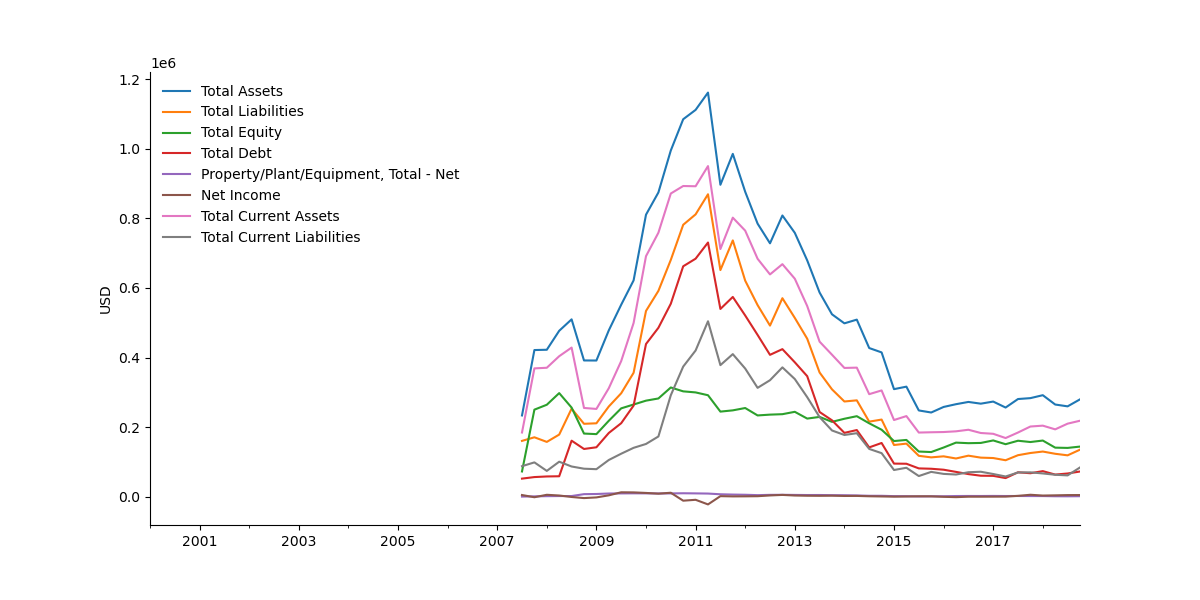 1e6
1.2
1.0
0.8
0.6
0.4
0.2
0.0
USD
Total Assets
Total Liabilities
Total Equity
Total Debt
Property/Plant/Equipment, Total - Net
Net Income
Total Current Assets
Total Current Liabilities
2001 2003 2005 2007 2009 2011 2013 2015 2017